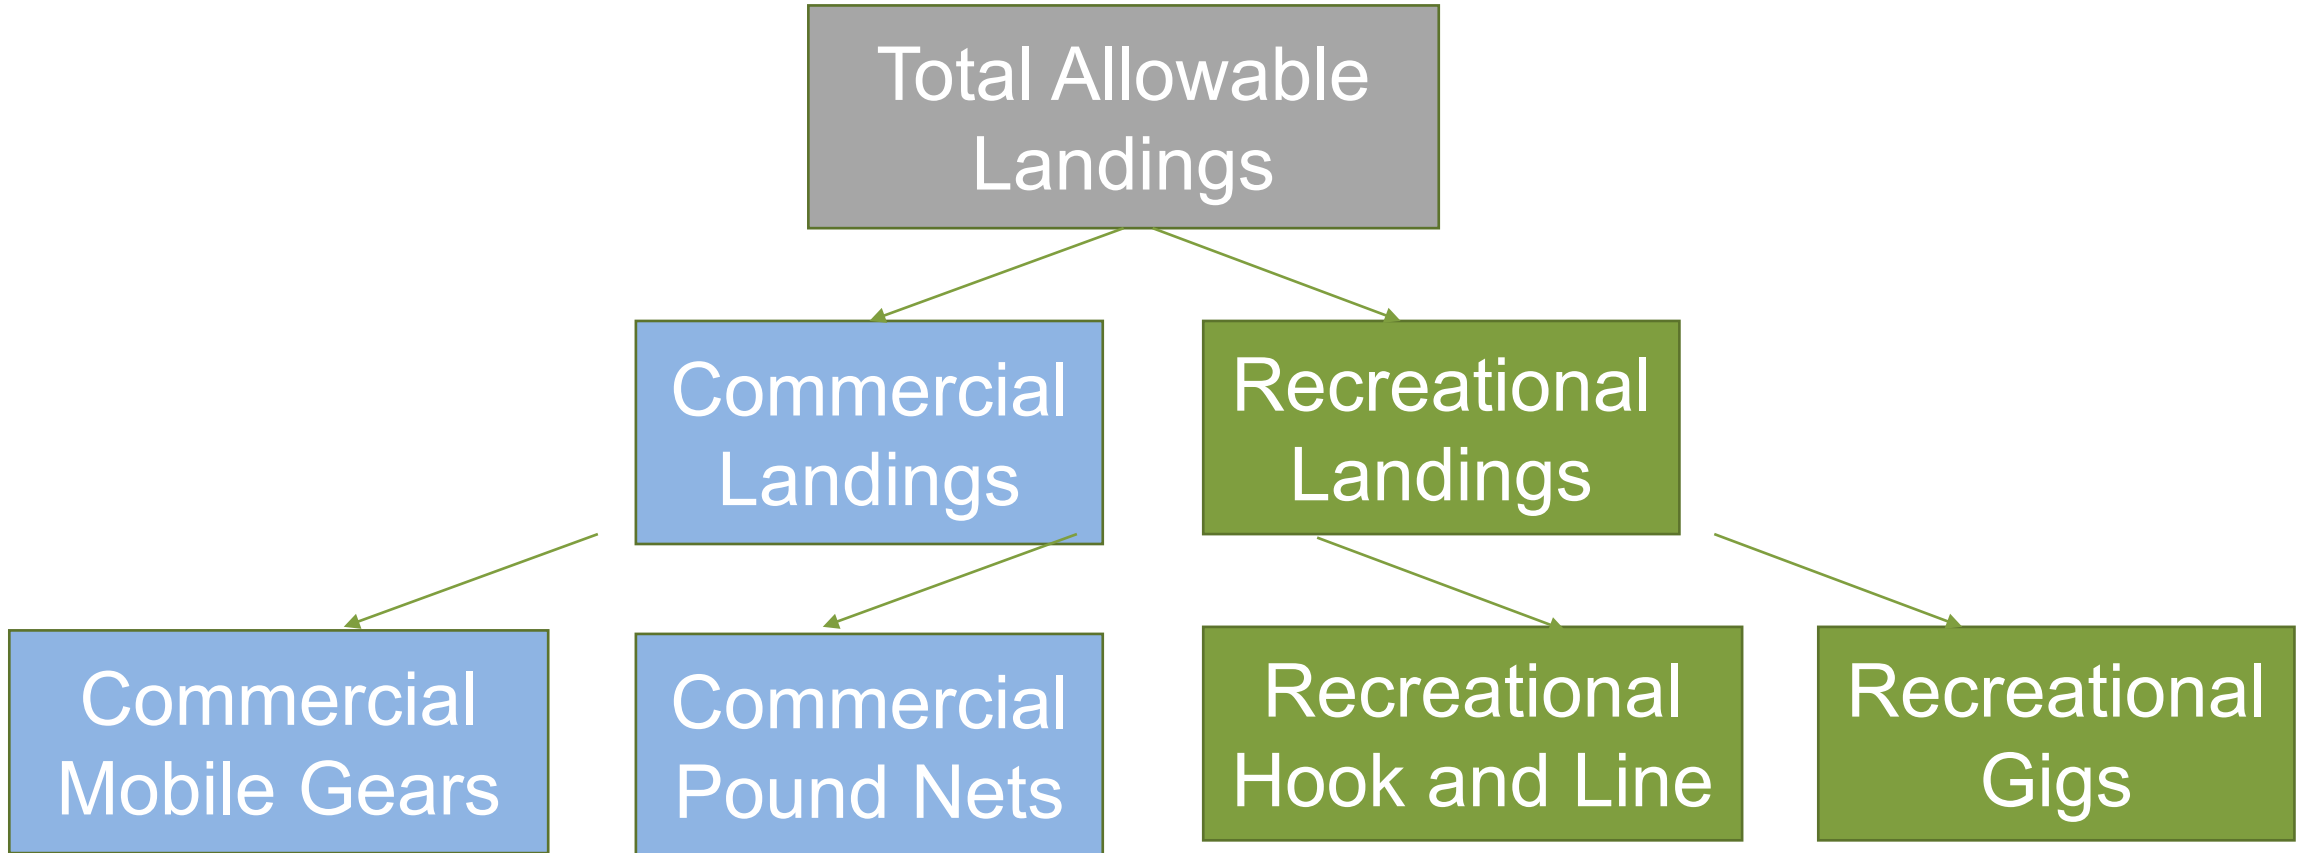 Total Allowable
Landings
Commercial
Landings
Recreational
Landings
Commercial
Mobile Gears
Commercial
Pound Nets
Recreational
Hook and Line
Recreational
Gigs